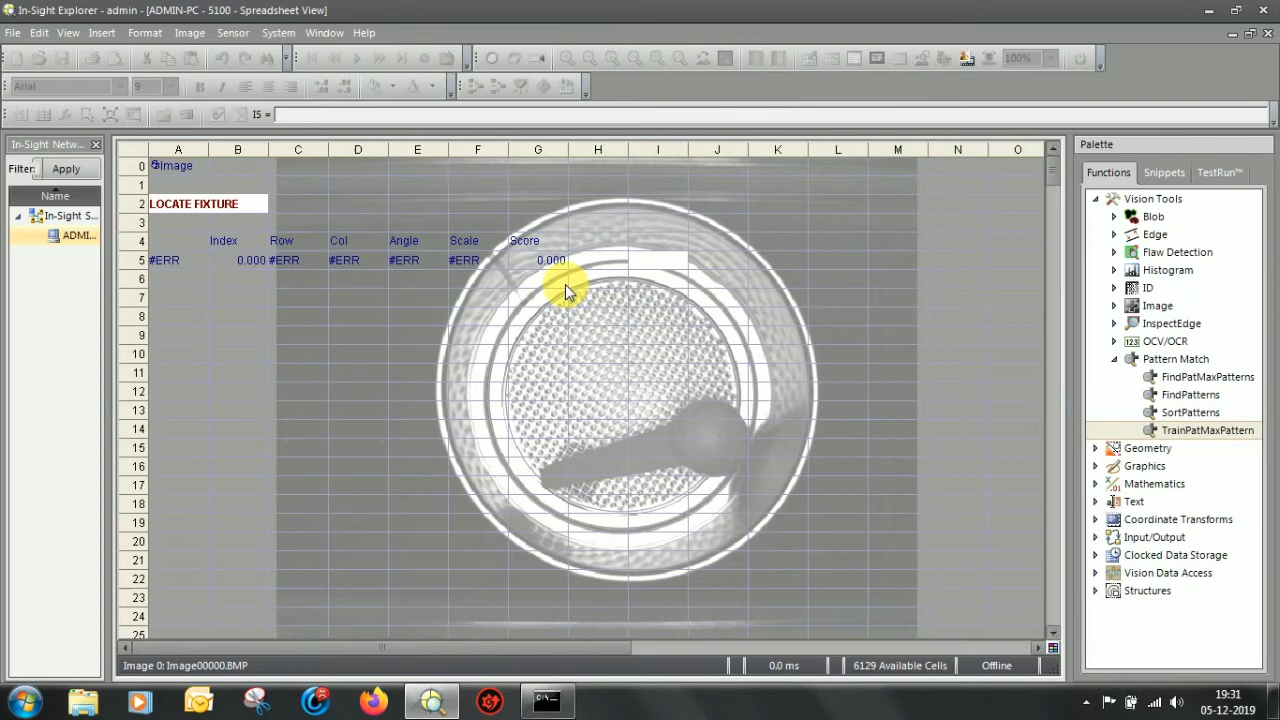 In-Sight Explorer - admin - [ADMIN-PC - 5100 - Spreadsheet View]
File Edit View Insert Format Image Sensor System Window Help
100%
Arial 9
I5 =
In-Sight Netw...
Filter: Apply
Name
In-Sight S...
ADMI...
A B C D E F G H I J K L M N O
0 Image
1
2 LOCATE FIXTURE
3
4 Index Row Col Angle Scale Score
5 #ERR 0.000 #ERR #ERR #ERR #ERR 0.000
6
7
8
9
10
11
12
13
14
15
16
17
18
19
20
21
22
23
24
25
Image 0: Image00000.BMP 0.0 ms 6129 Available Cells Offline
Palette
Functions Snippets TestRun™
Vision Tools
Blob
Edge
Flaw Detection
Histogram
ID
Image
InspectEdge
OCV/OCR
Pattern Match
FindPatMaxPatterns
FindPatterns
SortPatterns
TrainPatMaxPattern
Geometry
Graphics
Mathematics
Text
Coordinate Transforms
Input/Output
Clocked Data Storage
Vision Data Access
Structures
19:31
05-12-2019